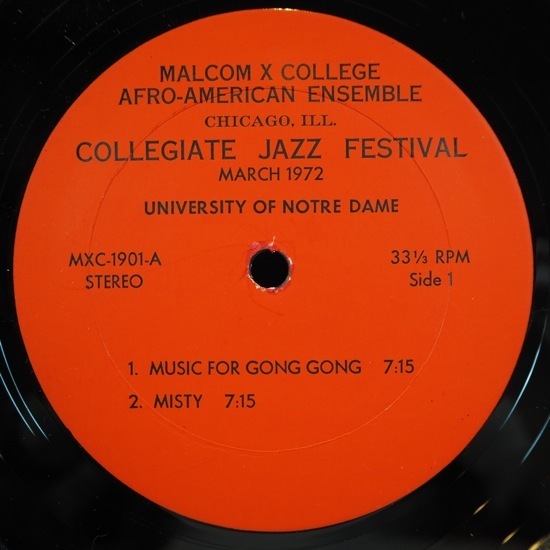 MALCOM X COLLEGE
AFRO-AMERICAN ENSEMBLE
CHICAGO, ILL.
COLLEGIATE JAZZ FESTIVAL
MARCH 1972
UNIVERSITY OF NOTRE DAME
MXC-1901-A
STEREO
33⅓ RPM
Side 1
1. MUSIC FOR GONG GONG 7:15
2. MISTY 7:15